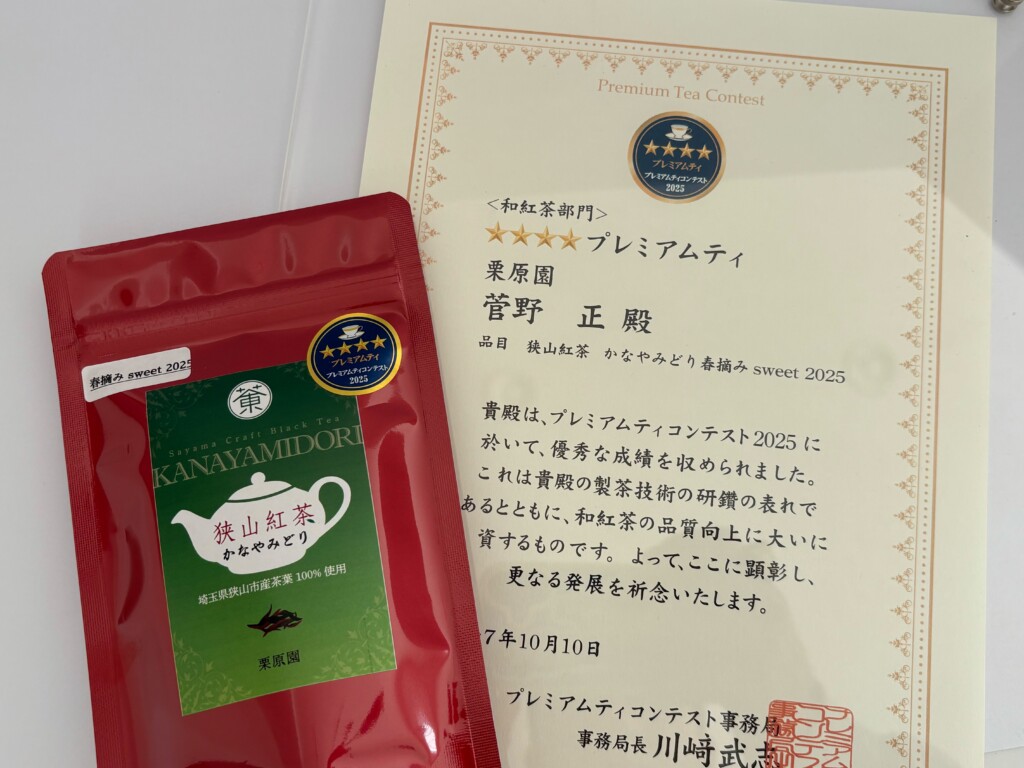 Premium Tea Contest
プレミアムティ
プレミアムティコンテスト
2025
<和紅茶部門>
★★★★プレミアムティ
栗原園
菅野 正 殿
品目 狭山紅茶 かなやみどり春摘み sweet 2025
貴殿は、プレミアムティコンテスト2025に
於いて、優秀な成績を収められました。
これは貴殿の製茶技術の研鑽の表れで
あるとともに、和紅茶の品質向上に大いに
資するものです。よって、ここに顕彰し、
更なる発展を祈念いたします。
7年10月10日
プレミアムティコンテスト事務局
事務局長 川﨑武志
春摘み sweet 2025
プレミアムティ
プレミアムティコンテスト
2025
Sayama Craft Black Tea
KANAYAMIDORI
狭山紅茶
かなやみどり
埼玉県狭山市産茶葉100%使用
栗原園